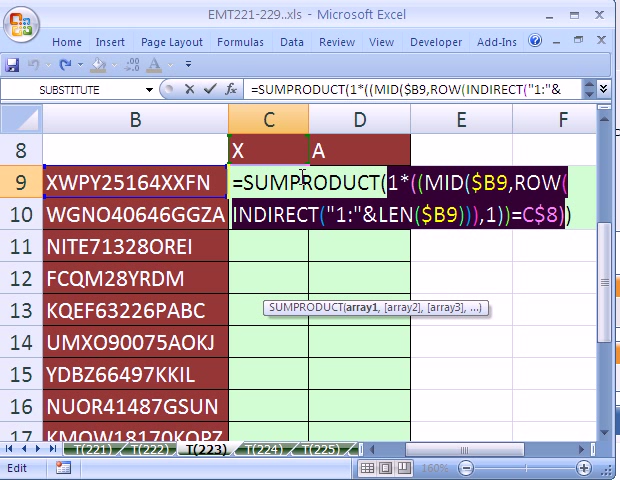 EMT221-229..xls - Microsoft Excel
Home Insert Page Layout Formulas Data Review View Developer Add-Ins
SUBSTITUTE fx =SUMPRODUCT(1*((MID($B9,ROW(INDIRECT("1:"&
B C D E F
8 X A
9 XWPY25164XXFN =SUMPRODUCT(1*((MID($B9,ROW(
10 WGNO40646GGZA INDIRECT("1:"&LEN($B9))),1))=C$8))
11 NITE71328OREI
12 FCQM28YRDM
SUMPRODUCT(array1, [array2], [array3], ...)
13 KQEF63226PABC
14 UMXO90075AOKJ
15 YDBZ66497KKIL
16 NUOR41487GSUN
17 KMOW18170KQPZ
T(221) T(222) T(223) T(224) T(225)
Edit 160%